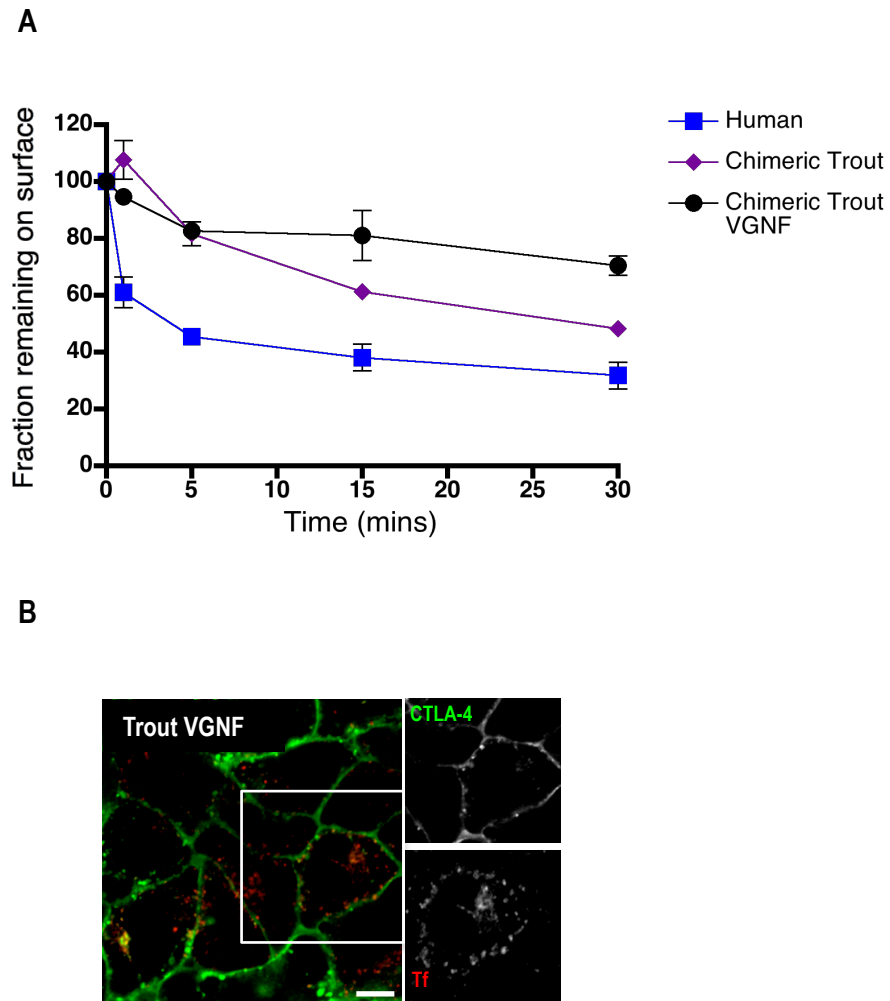 A
Fraction remaining on surface
120
100
80
60
40
20
0
0 5 10 15 20 25 30
Time (mins)
Human
Chimeric Trout
Chimeric Trout
VGNF
B
Trout VGNF
CTLA-4
Tf